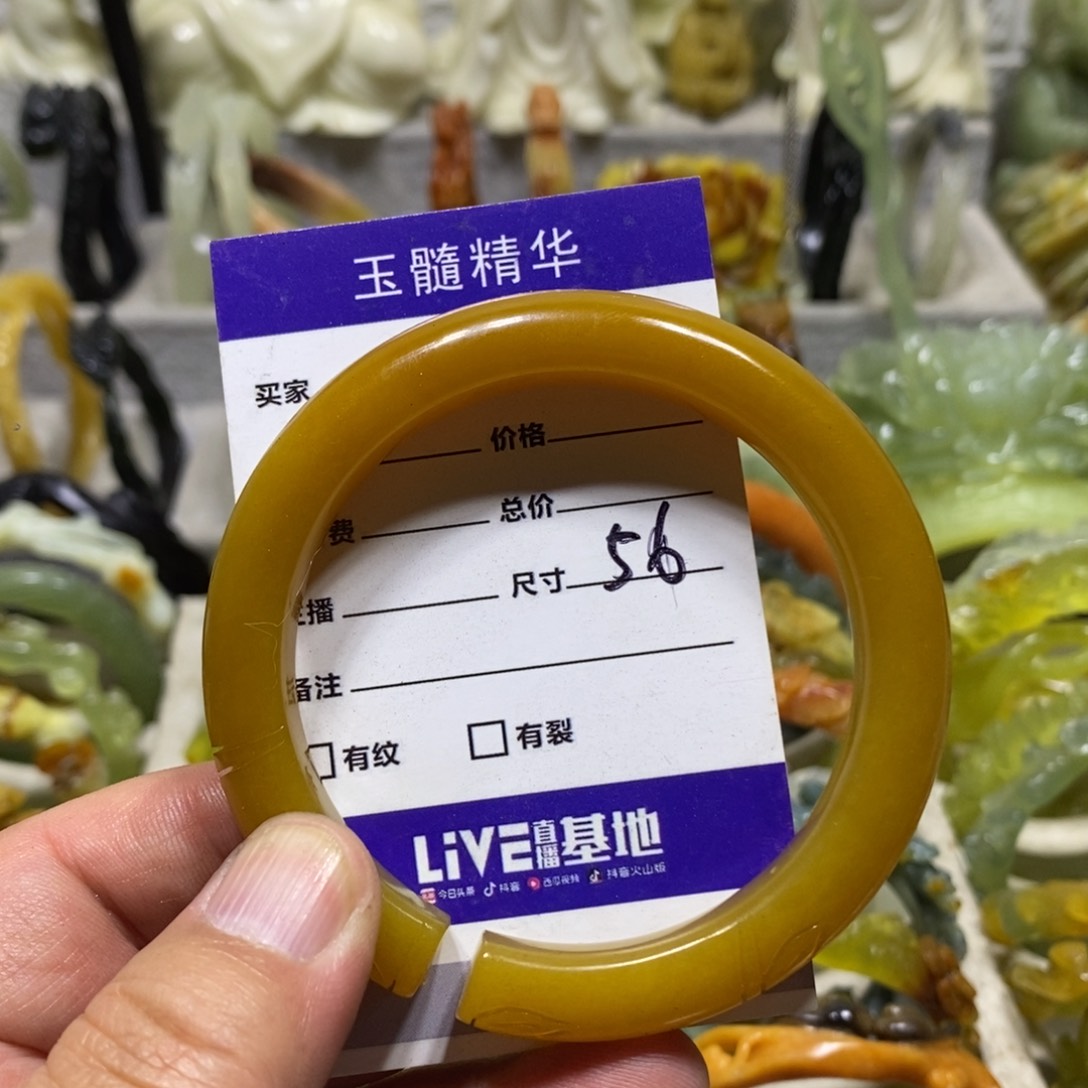 玉髓精华
买家
价格
费 总价
播 尺寸 56
备注
有纹 有裂
LiVE直播基地
今日头条 抖音 西瓜视频 抖音火山版